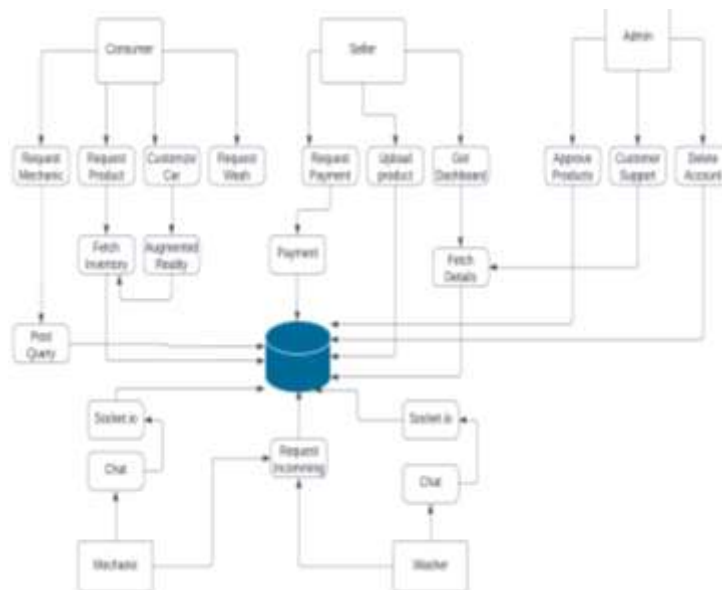 Consumer
Seller
Admin
Request
Mechanic
Request
Product
Customize
Car
Request
Wash
Request
Payment
Upload
product
Get
Dashboard
Approve
Products
Customer
Support
Delete
Account
Fetch
Inventory
Augmented
Reality
Payment
Fetch
Details
Post
Query
Socket.io
Socket.io
Chat
Request
Incomming
Chat
Mechanic
Washer